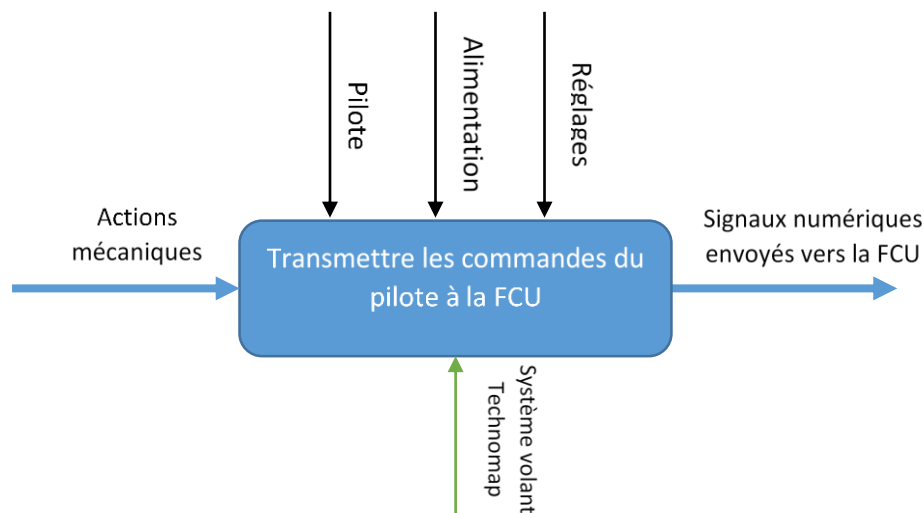 Pilote
Alimentation
Réglages
Actions
mécaniques
Transmettre les commandes du
pilote à la FCU
Signaux numériques
envoyés vers la FCU
Système volant
Technomap